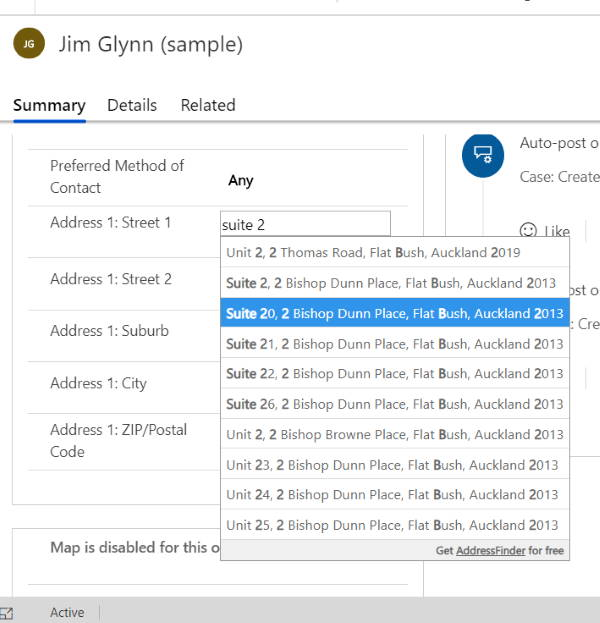 JG
Jim Glynn (sample)
Summary Details Related
Preferred Method of
Contact
Any
Address 1: Street 1
suite 2
Address 1: Street 2
Address 1: Suburb
Address 1: City
Address 1: ZIP/Postal
Code
Unit 2, 2 Thomas Road, Flat Bush, Auckland 2019
Suite 2, 2 Bishop Dunn Place, Flat Bush, Auckland 2013
Suite 20, 2 Bishop Dunn Place, Flat Bush, Auckland 2013
Suite 21, 2 Bishop Dunn Place, Flat Bush, Auckland 2013
Suite 22, 2 Bishop Dunn Place, Flat Bush, Auckland 2013
Suite 26, 2 Bishop Dunn Place, Flat Bush, Auckland 2013
Unit 2, 2 Bishop Browne Place, Flat Bush, Auckland 2013
Unit 23, 2 Bishop Dunn Place, Flat Bush, Auckland 2013
Unit 24, 2 Bishop Dunn Place, Flat Bush, Auckland 2013
Unit 25, 2 Bishop Dunn Place, Flat Bush, Auckland 2013
Get AddressFinder for free
Map is disabled for this o
Active
Auto-post o
Case: Create
Like
ost o
: Cre